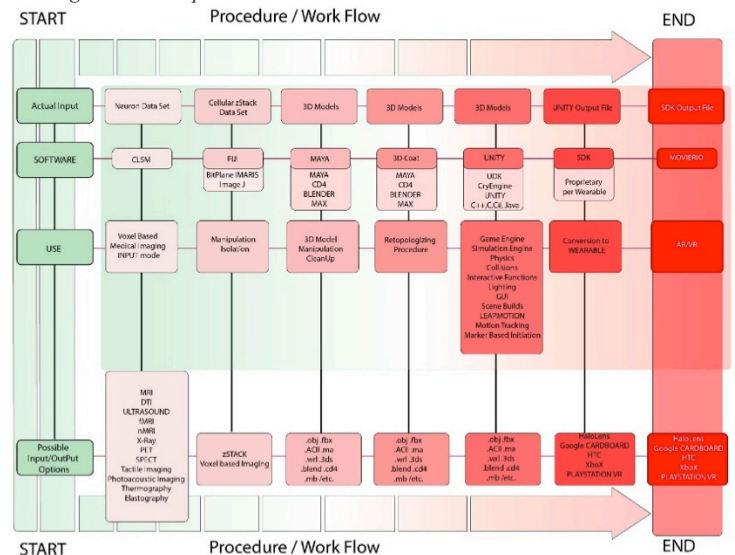 START
Procedure / Work Flow
END
Actual Input
Neuron Data Set
Cellular zStack
Data Set
3D Models
3D Models
3D Models
UNITY Output File
SDK Output File
SOFTWARE
CLSM
FIJI
BitPlane IMARIS
Image J
MAYA
MAYA
CD4
BLENDER
MAX
3D Coat
MAYA
CD4
BLENDER
MAX
UNITY
UDK
CryEngine
UNITY
C++,C,C#, Java
SDK
Proprietary
per Wearable
MOVERIO
USE
Voxel Based
Medical Imaging
INPUT mode
Manipulation
Isolation
3D Model
Manipulation
CleanUp
Retopologizing
Procedure
Game Engine
Simulation Engine
Physics
Collisions
Interactive Functions
Lighting
GUI
Scene Builds
LEAPMOTION
Motion Tracking
Marker Based Initiation
Conversion to
WEARABLE
AR/VR
Possible
Input/OutPut
Options
MRI
DTI
ULTRASOUND
fMRI
nMRI
X-Ray
PET
SPECT
Tactile Imaging
Photoacoustic Imaging
Thermography
Elastography
zSTACK
Voxel based Imaging
.obj .fbx
.ACII .ma
.wrl .3ds
.blend .cd4
.mb /etc.
.obj .fbx
.ACII .ma
.wrl .3ds
.blend .cd4
.mb /etc.
.obj .fbx
.ACII .ma
.wrl .3ds
.blend .cd4
.mb /etc.
HaloLens
Google CARDBOARD
HTC
XboX
PLAYSTATION VR
HaloLens
Google CARDBOARD
HTC
XboX
PLAYSTATION VR
START
Procedure / Work Flow
END